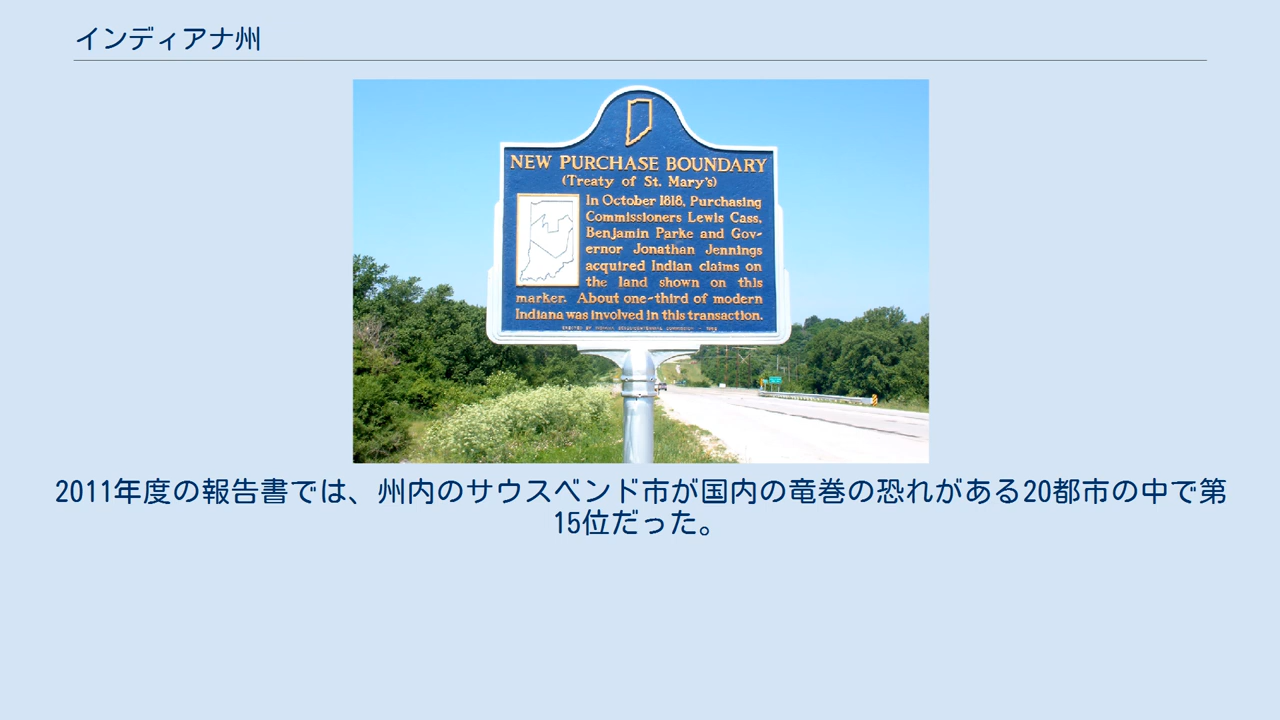 インディアナ州
NEW PURCHASE BOUNDARY
(Treaty of St. Mary's)
In October 1818, Purchasing
Commissioners Lewis Cass,
Benjamin Parke and Gov-
ernor Jonathan Jennings
acquired Indian claims on
the land shown on this
marker. About one-third of modern
Indiana was involved in this transaction.
2011年度の報告書では、州内のサウスベンド市が国内の竜巻の恐れがある20都市の中で第
15位だった。